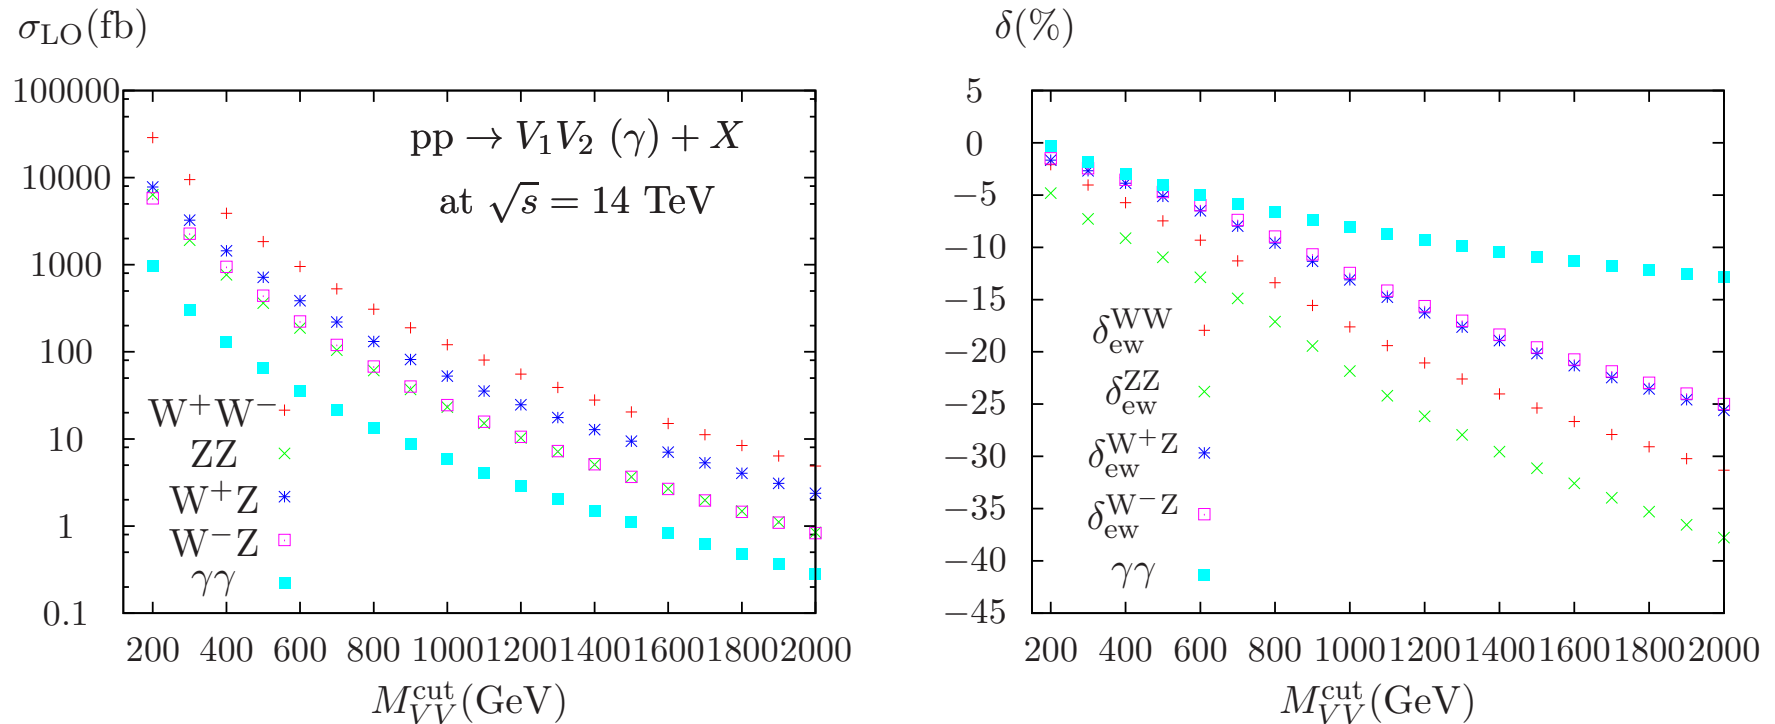 σLO(fb)
100000
10000
1000
100
10
1
0.1
pp → V1V2 (γ) + X
at √s = 14 TeV
W+W−
ZZ
W+Z
W−Z
γγ
200 400 600 800 1000 1200 1400 1600 1800 2000
M_VV^cut(GeV)
δ(%)
5
0
−5
−10
−15
−20
−25
−30
−35
−40
−45
δ_ew^WW
δ_ew^ZZ
δ_ew^W+Z
δ_ew^W−Z
γγ
200 400 600 800 1000 1200 1400 1600 1800 2000
M_VV^cut(GeV)